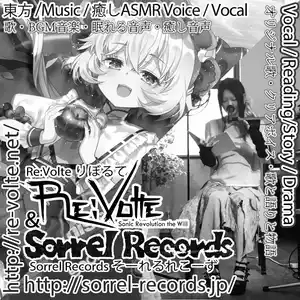 東方/Music/癒しASMR Voice/Vocal
歌・BGM音楽・眠れる音声・癒し音声
Vocal/Reading/Story/Drama
オリジナル歌・クリアボイス・歌と語りと物語
Re:Volte りぼるて
Re:Volte
Sonic Revolution the Will
&
Sorrel Records
Sorrel Records そーれるれこーず
http://sorrel-records.jp/
http://re-volte.net/